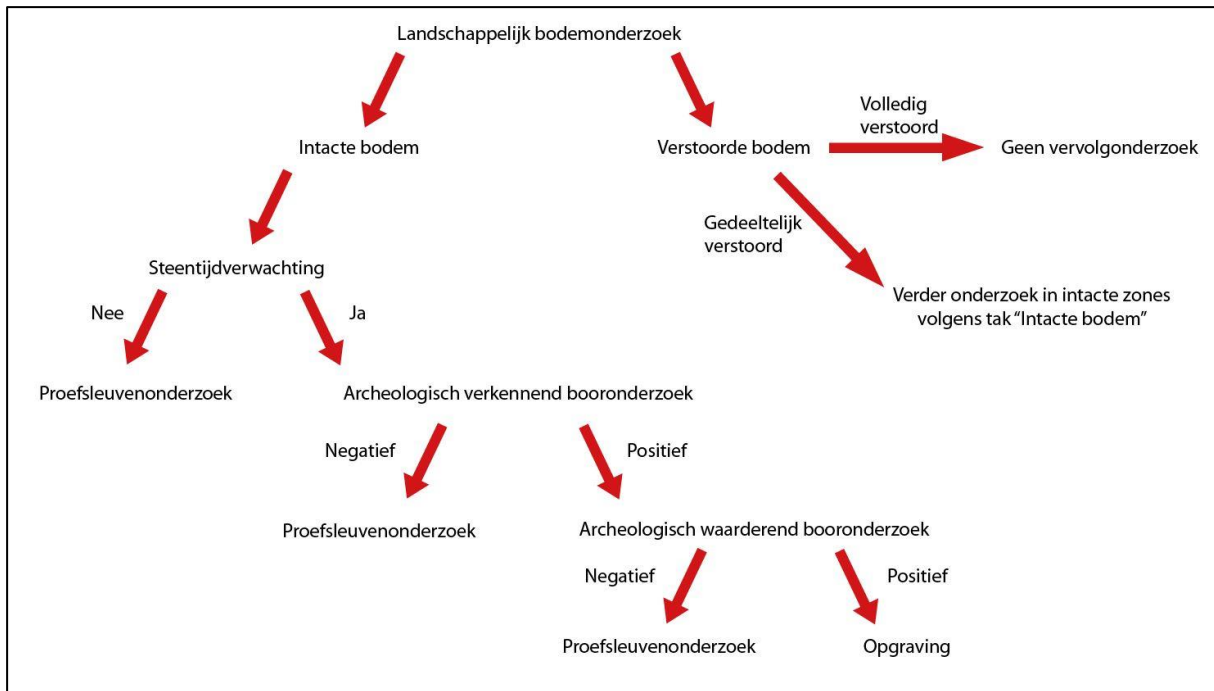 Landschappelijk bodemonderzoek
Volledig
verstoord
Intacte bodem
Verstoorde bodem
Geen vervolgonderzoek
Gedeeltelijk
verstoord
Steentijdverwachting
Verder onderzoek in intacte zones
volgens tak “Intacte bodem”
Nee
Ja
Proefsleuvenonderzoek
Archeologisch verkennend booronderzoek
Negatief
Positief
Proefsleuvenonderzoek
Archeologisch waarderend booronderzoek
Negatief
Positief
Proefsleuvenonderzoek
Opgraving